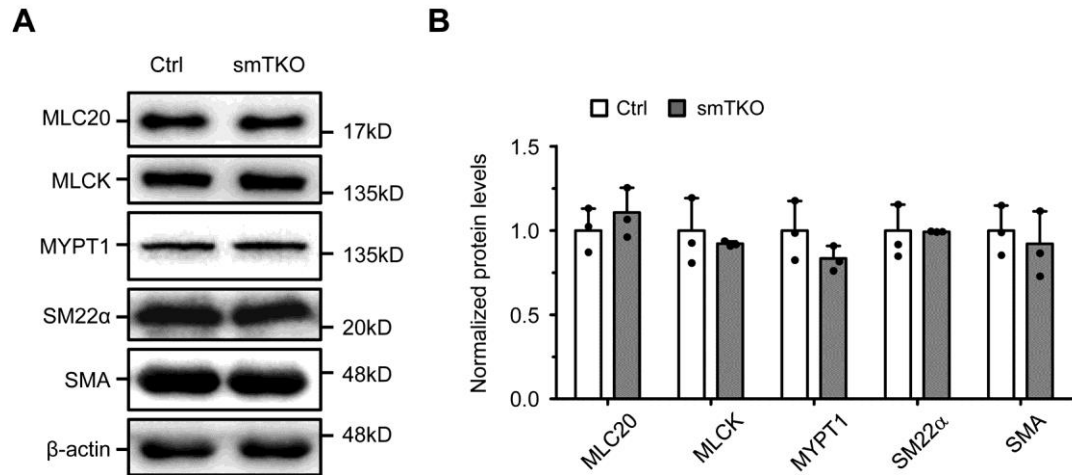 A
Ctrl smTKO
MLC20
17kD
MLCK
135kD
MYPT1
135kD
SM22α
20kD
SMA
48kD
β-actin
48kD
B
Ctrl smTKO
Normalized protein levels
1.5
1.0
0.5
0.0
MLC20
MLCK
MYPT1
SM22α
SMA